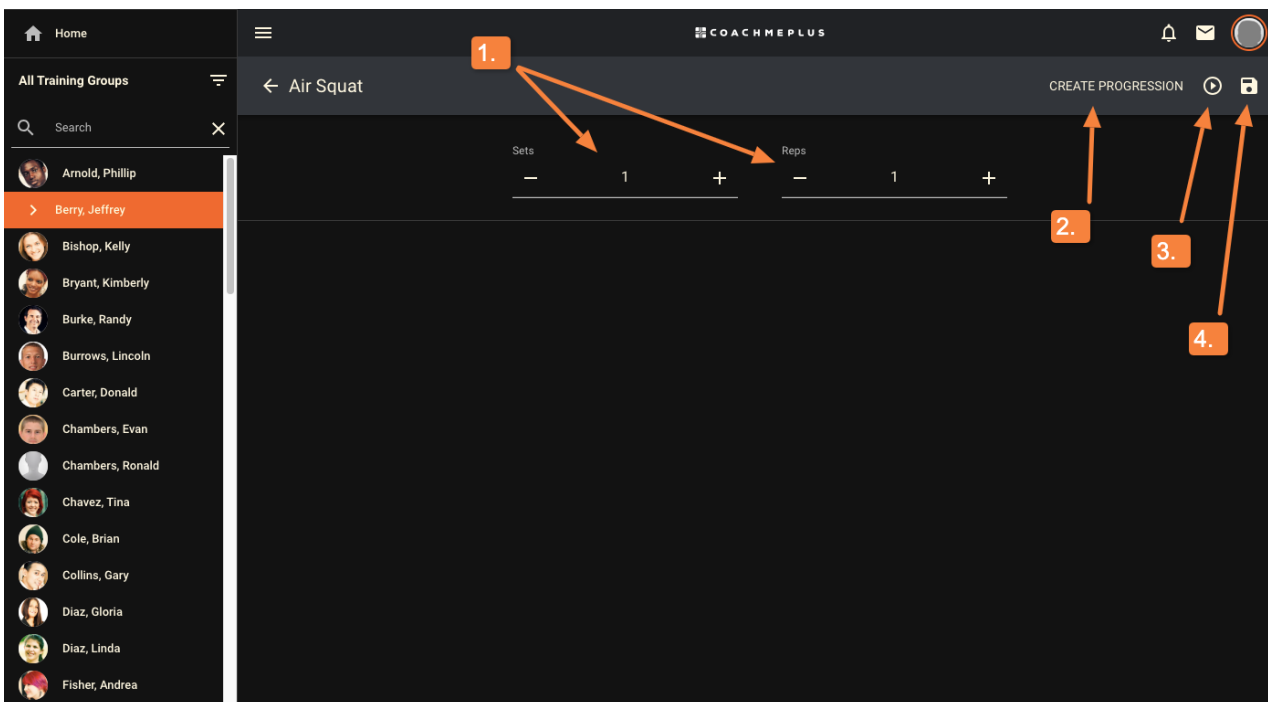 Home
COACHMEPLUS
1.
All Training Groups
Air Squat
CREATE PROGRESSION
Search
Sets
Reps
1
1
2.
3.
4.
Arnold, Phillip
Berry, Jeffrey
Bishop, Kelly
Bryant, Kimberly
Burke, Randy
Burrows, Lincoln
Carter, Donald
Chambers, Evan
Chambers, Ronald
Chavez, Tina
Cole, Brian
Collins, Gary
Diaz, Gloria
Diaz, Linda
Fisher, Andrea